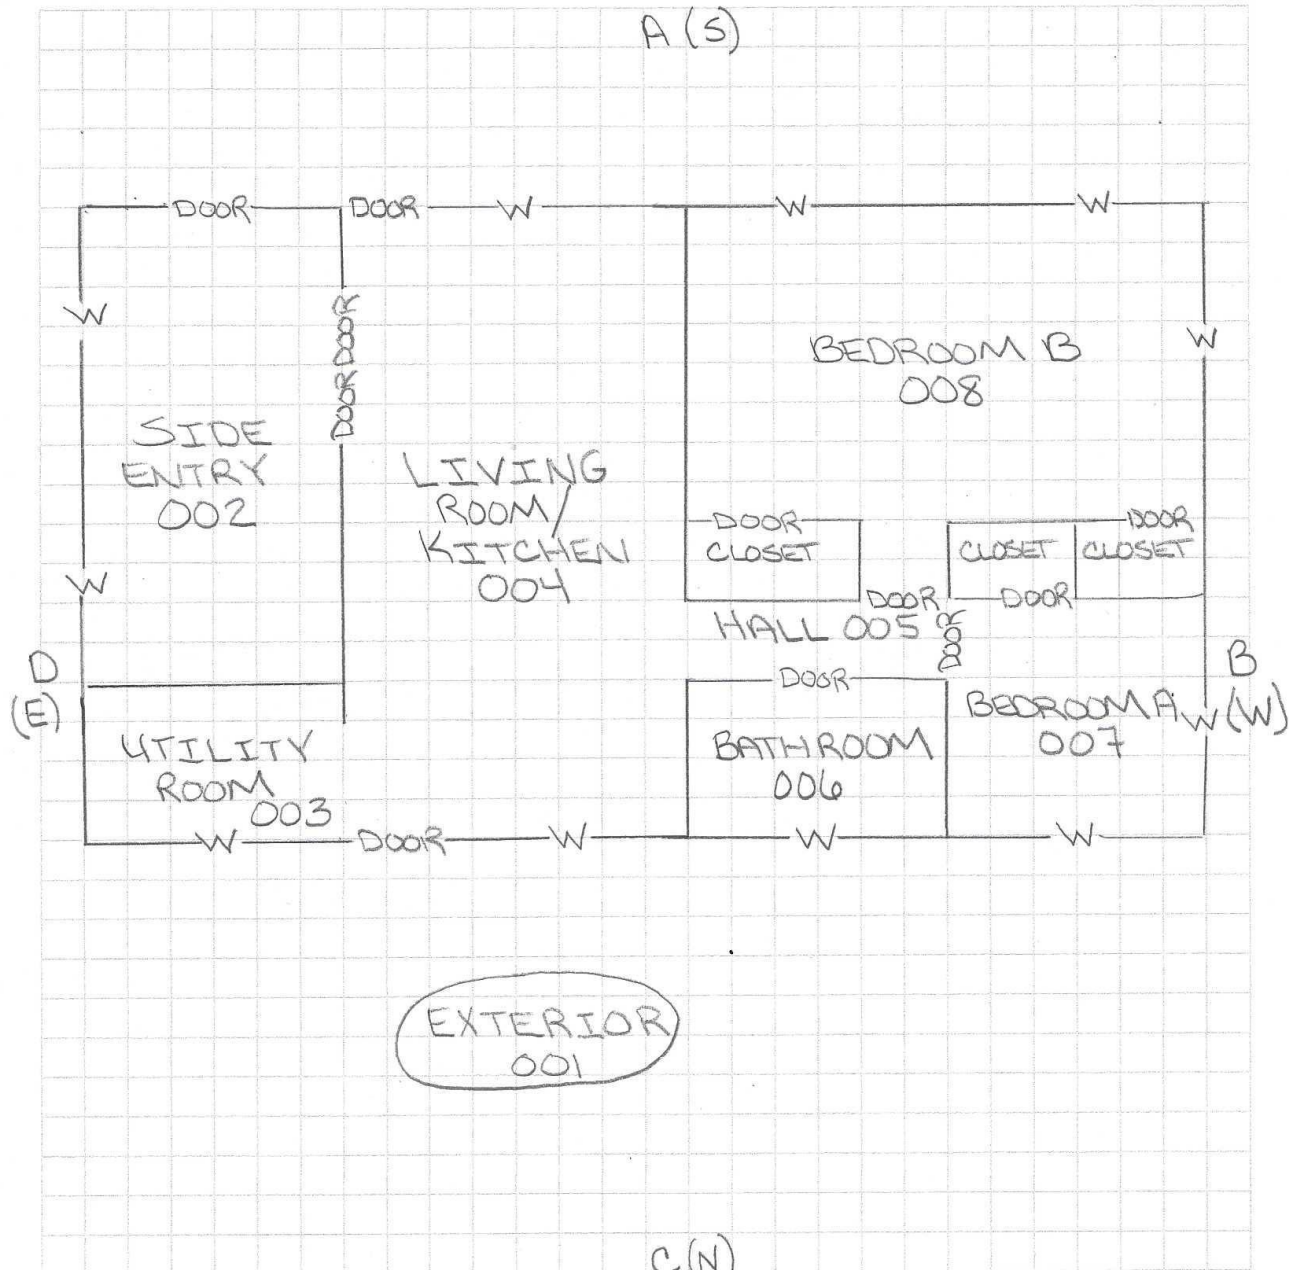 A (S)
DOOR
DOOR
W
W
W
W
DOOR
DOOR
W
BEDROOM B
008
SIDE
ENTRY
002
LIVING
ROOM/
KITCHEN
004
DOOR
CLOSET
CLOSET
DOOR
CLOSET
W
DOOR
DOOR
HALL 005
DOOR
D
(E)
B
(W)
DOOR
BEDROOM A
007
W
UTILITY
ROOM
003
BATHROOM
006
W
DOOR
W
W
W
EXTERIOR
001
C (N)